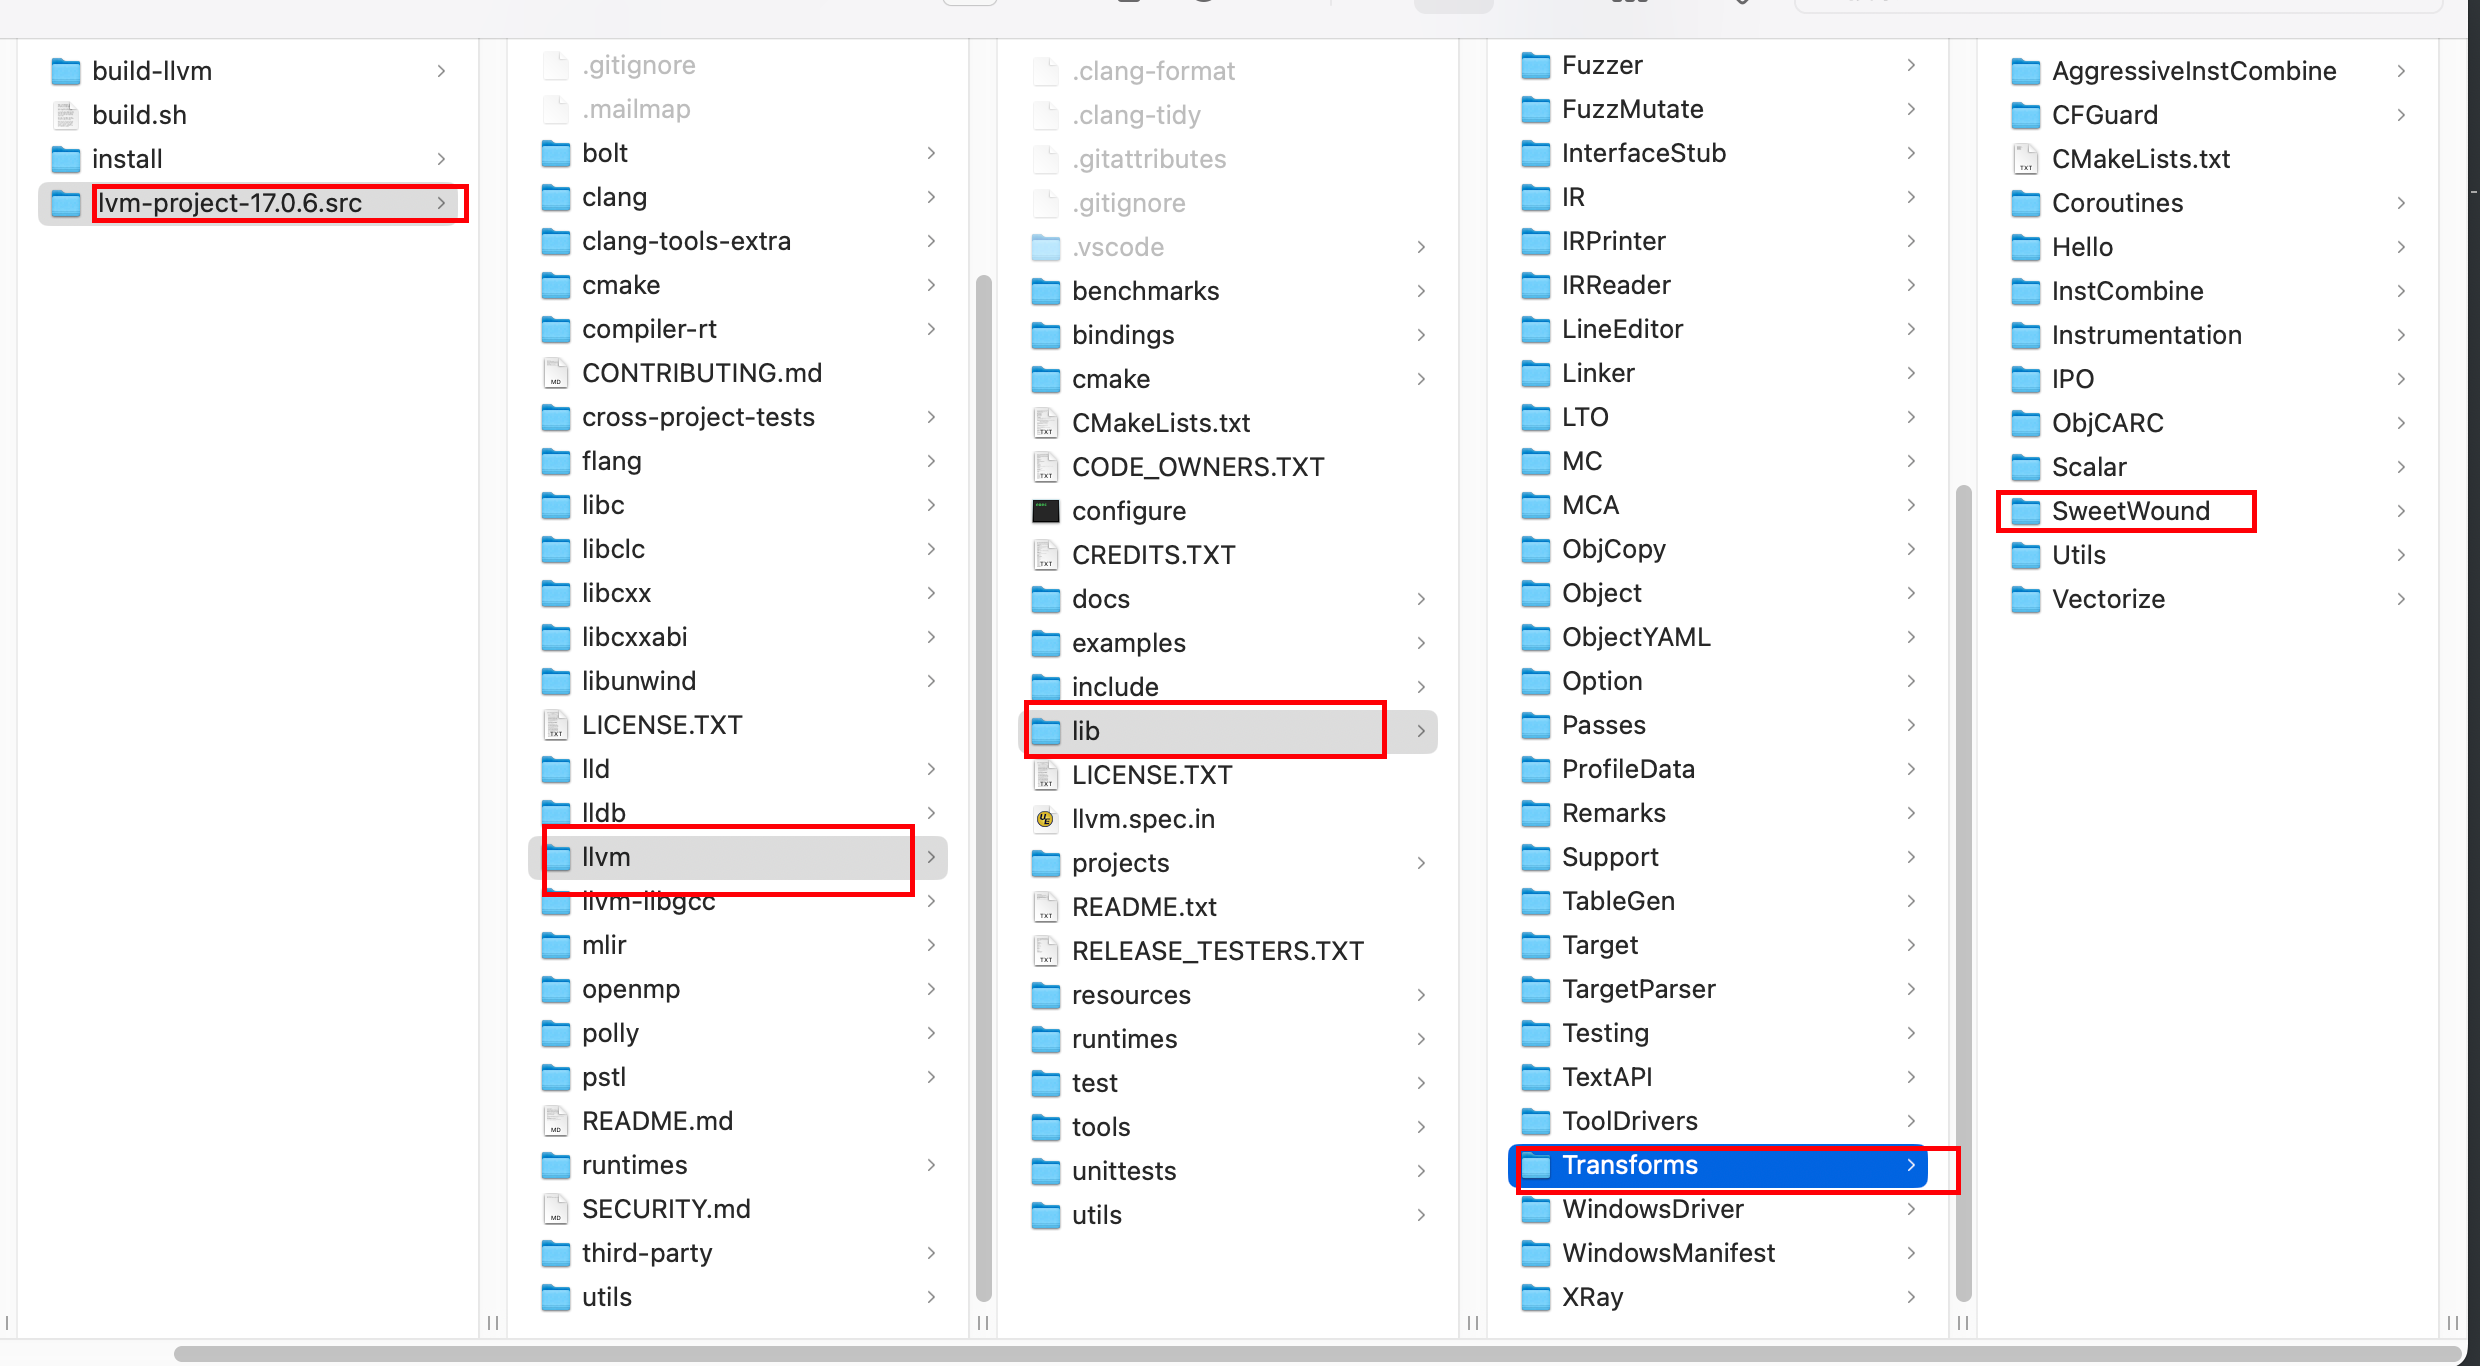 build-llvm
build.sh
install
lvm-project-17.0.6.src
.gitignore
.mailmap
bolt
clang
clang-tools-extra
cmake
compiler-rt
CONTRIBUTING.md
cross-project-tests
flang
libc
libclc
libcxx
libcxxabi
libunwind
LICENSE.TXT
lld
lldb
llvm
llvm-libgcc
mlir
openmp
polly
pstl
README.md
runtimes
SECURITY.md
third-party
utils
.clang-format
.clang-tidy
.gitattributes
.gitignore
.vscode
benchmarks
bindings
cmake
CMakeLists.txt
CODE_OWNERS.TXT
configure
CREDITS.TXT
docs
examples
include
lib
LICENSE.TXT
llvm.spec.in
projects
README.txt
RELEASE_TESTERS.TXT
resources
runtimes
test
tools
unittests
utils
Fuzzer
FuzzMutate
InterfaceStub
IR
IRPrinter
IRReader
LineEditor
Linker
LTO
MC
MCA
ObjCopy
Object
ObjectYAML
Option
Passes
ProfileData
Remarks
Support
TableGen
Target
TargetParser
Testing
TextAPI
ToolDrivers
Transforms
WindowsDriver
WindowsManifest
XRay
AggressiveInstCombine
CFGuard
CMakeLists.txt
Coroutines
Hello
InstCombine
Instrumentation
IPO
ObjCARC
Scalar
SweetWound
Utils
Vectorize